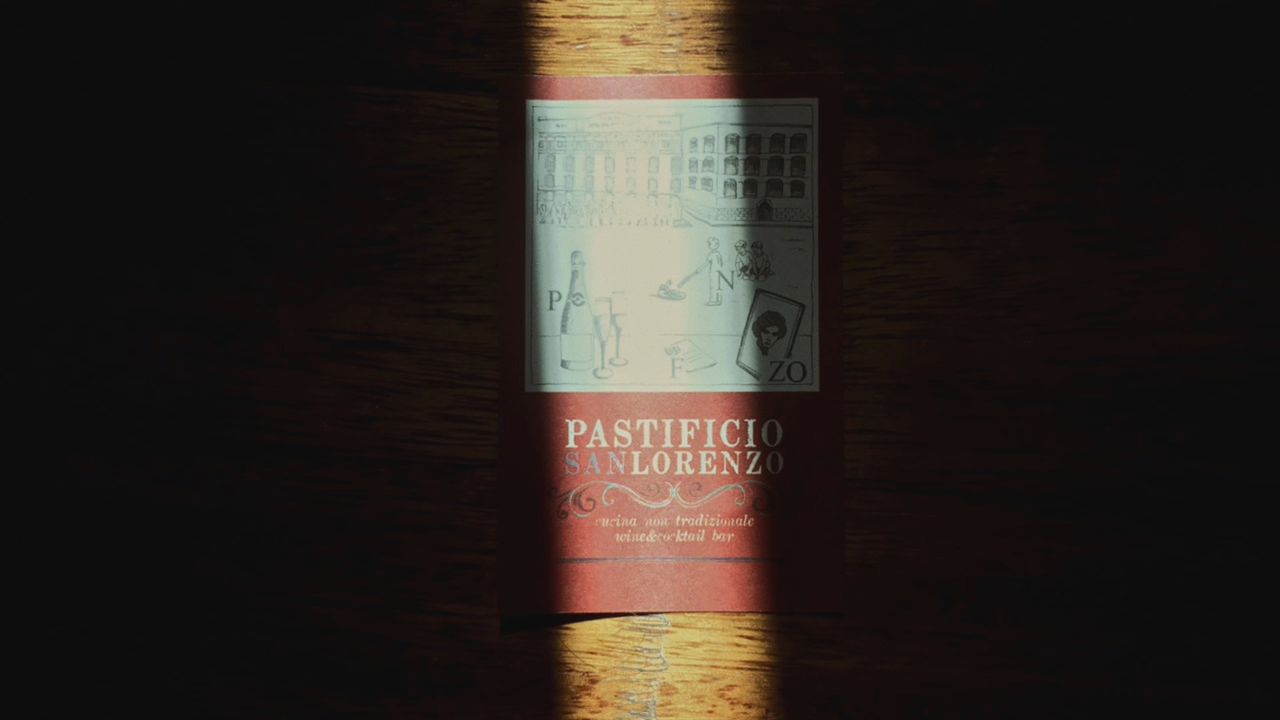 P
N
F
ZO
PASTIFICIO
SANLORENZO
cucina non tradizionale
wine&cocktail bar